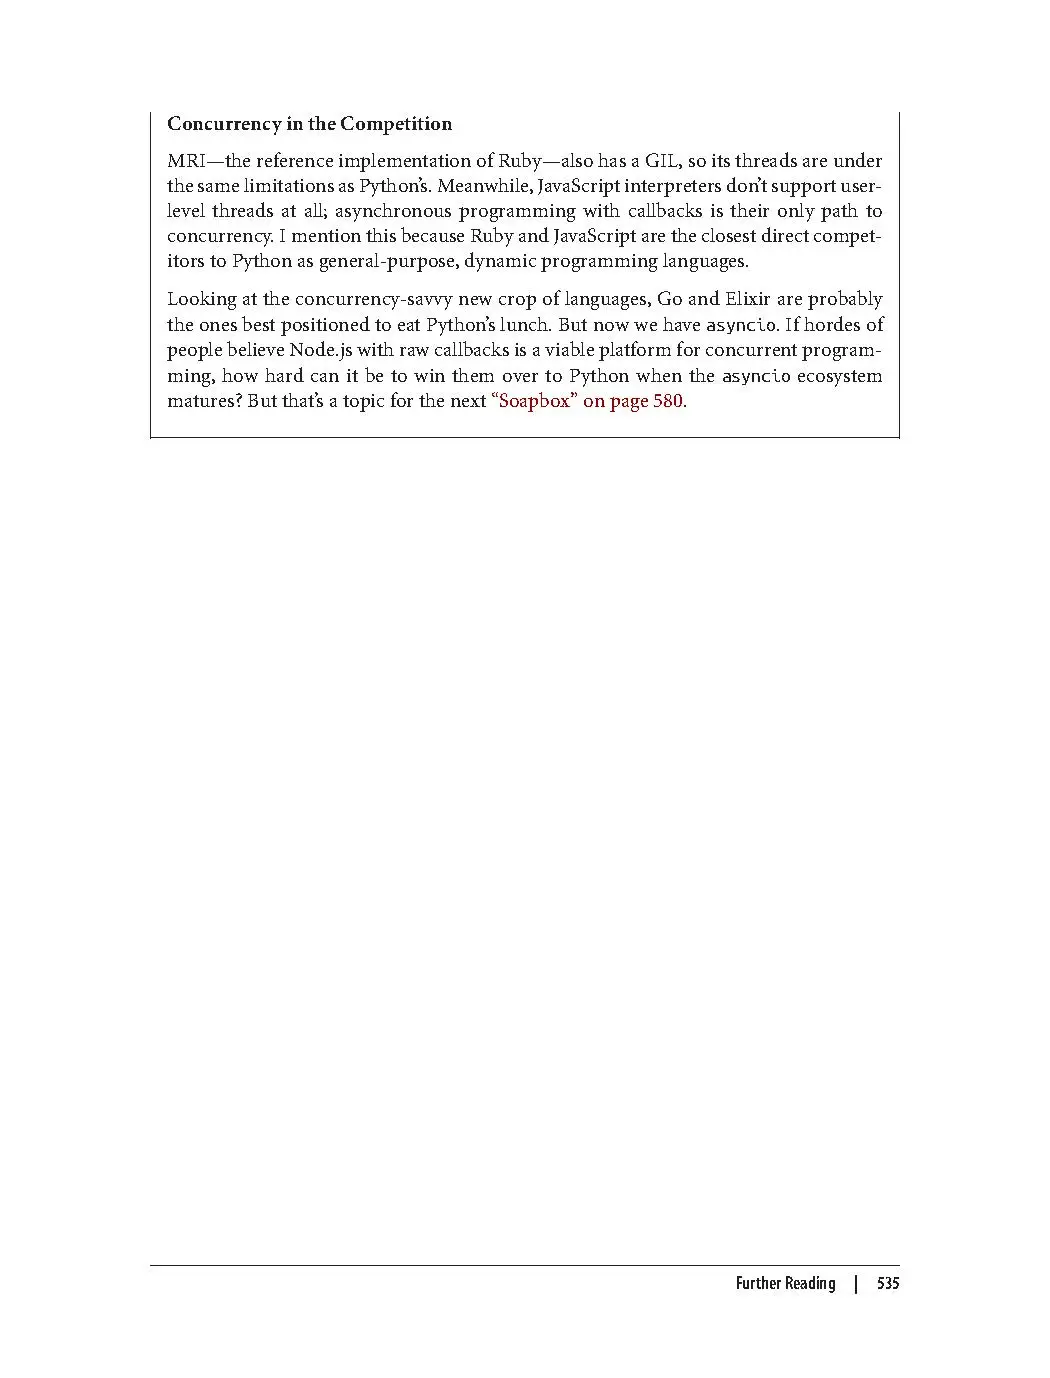 Concurrency in the Competition
MRI—the reference implementation of Ruby—also has a GIL, so its threads are under
the same limitations as Python’s. Meanwhile, JavaScript interpreters don’t support user-
level threads at all; asynchronous programming with callbacks is their only path to
concurrency. I mention this because Ruby and JavaScript are the closest direct compet-
itors to Python as general-purpose, dynamic programming languages.
Looking at the concurrency-savvy new crop of languages, Go and Elixir are probably
the ones best positioned to eat Python’s lunch. But now we have asyncio. If hordes of
people believe Node.js with raw callbacks is a viable platform for concurrent program-
ming, how hard can it be to win them over to Python when the asyncio ecosystem
matures? But that’s a topic for the next “Soapbox” on page 580.
Further Reading | 535